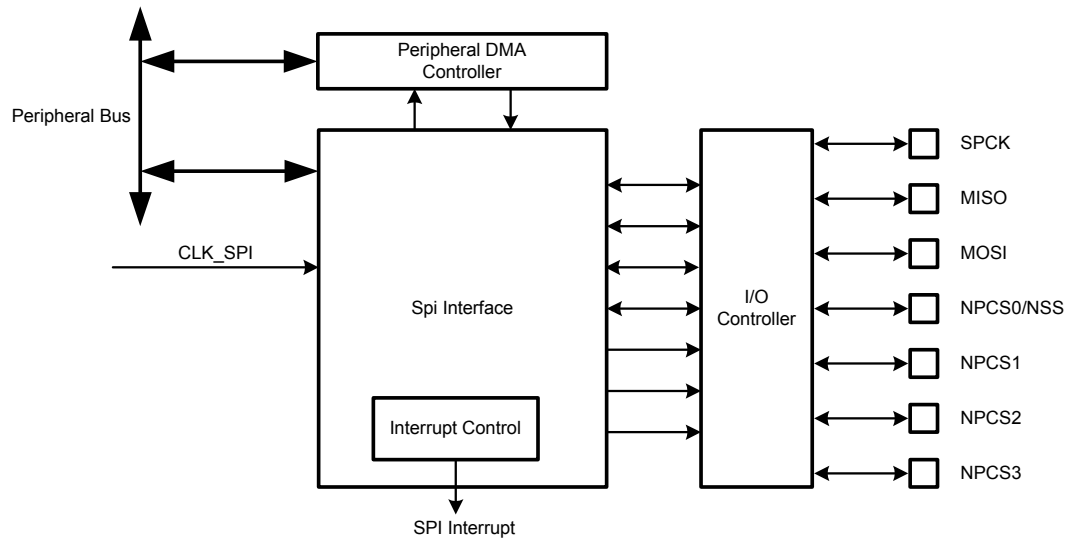 Peripheral DMA
Controller
Peripheral Bus
CLK_SPI
Spi Interface
Interrupt Control
SPI Interrupt
I/O
Controller
SPCK
MISO
MOSI
NPCS0/NSS
NPCS1
NPCS2
NPCS3